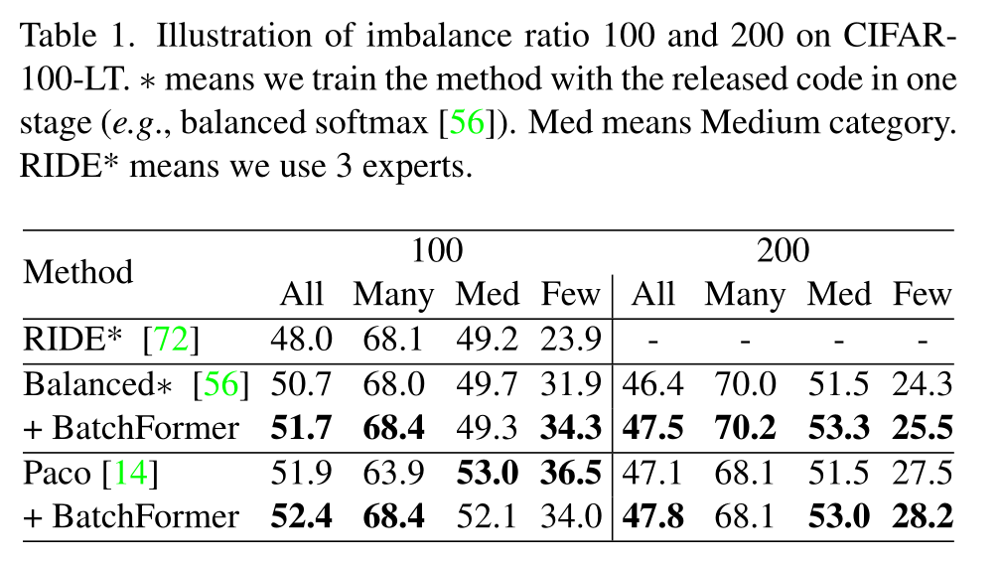 Table 1. Illustration of imbalance ratio 100 and 200 on CIFAR-
100-LT. ∗ means we train the method with the released code in one
stage (e.g., balanced softmax [56]). Med means Medium category.
RIDE* means we use 3 experts.
Method 100 200
All Many Med Few All Many Med Few
RIDE* [72] 48.0 68.1 49.2 23.9 - - - -
Balanced∗ [56] 50.7 68.0 49.7 31.9 46.4 70.0 51.5 24.3
+ BatchFormer 51.7 68.4 49.3 34.3 47.5 70.2 53.3 25.5
Paco [14] 51.9 63.9 53.0 36.5 47.1 68.1 51.5 27.5
+ BatchFormer 52.4 68.4 52.1 34.0 47.8 68.1 53.0 28.2